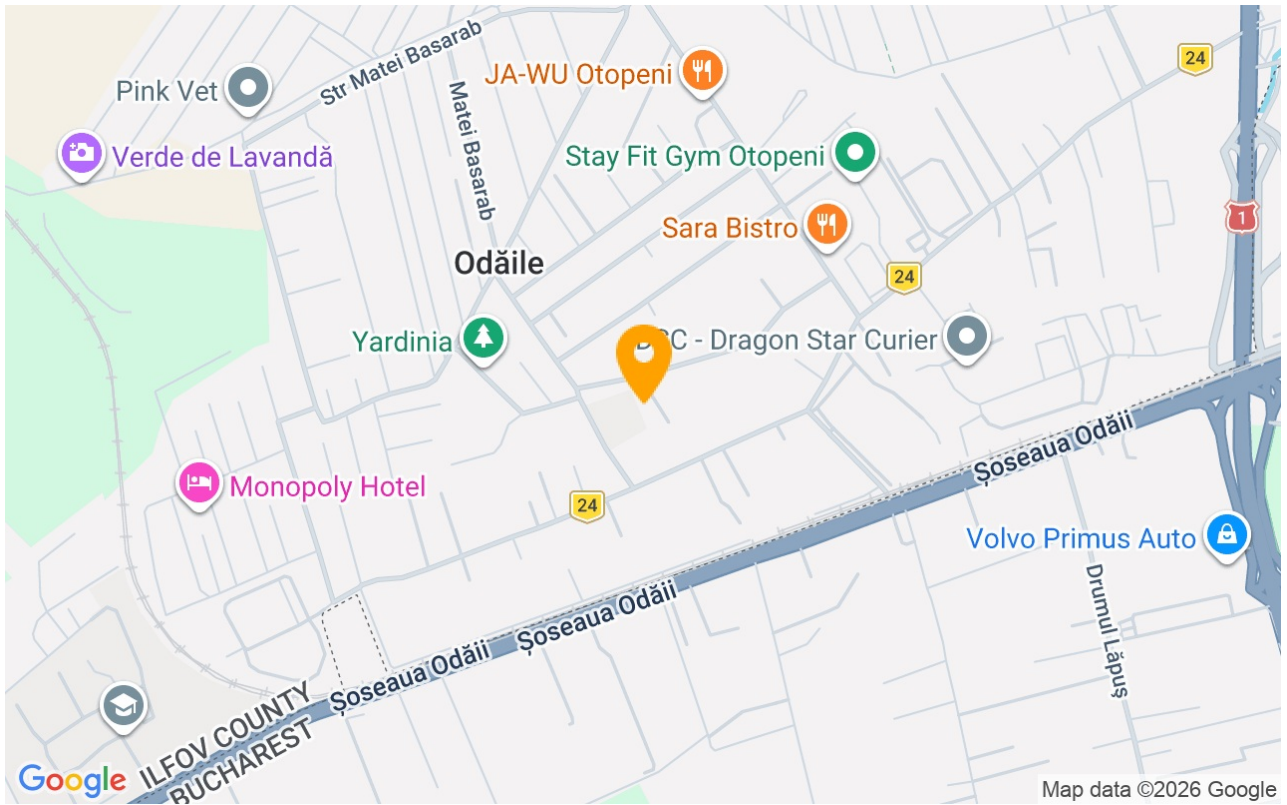 Str Matei Basarab
24
JA-WU Otopeni
Pink Vet
Matei Basarab
Verde de Lavandă
Stay Fit Gym Otopeni
1
Sara Bistro
Odăile
24
Yardinia
- Dragon Star Curier
Șoseaua Odăii
Monopoly Hotel
24
Volvo Primus Auto
Drumul Lăpuș
Șoseaua Odăii
Șoseaua Odăii
ILFOV COUNTY
BUCHAREST
Google
Map data ©2026 Google